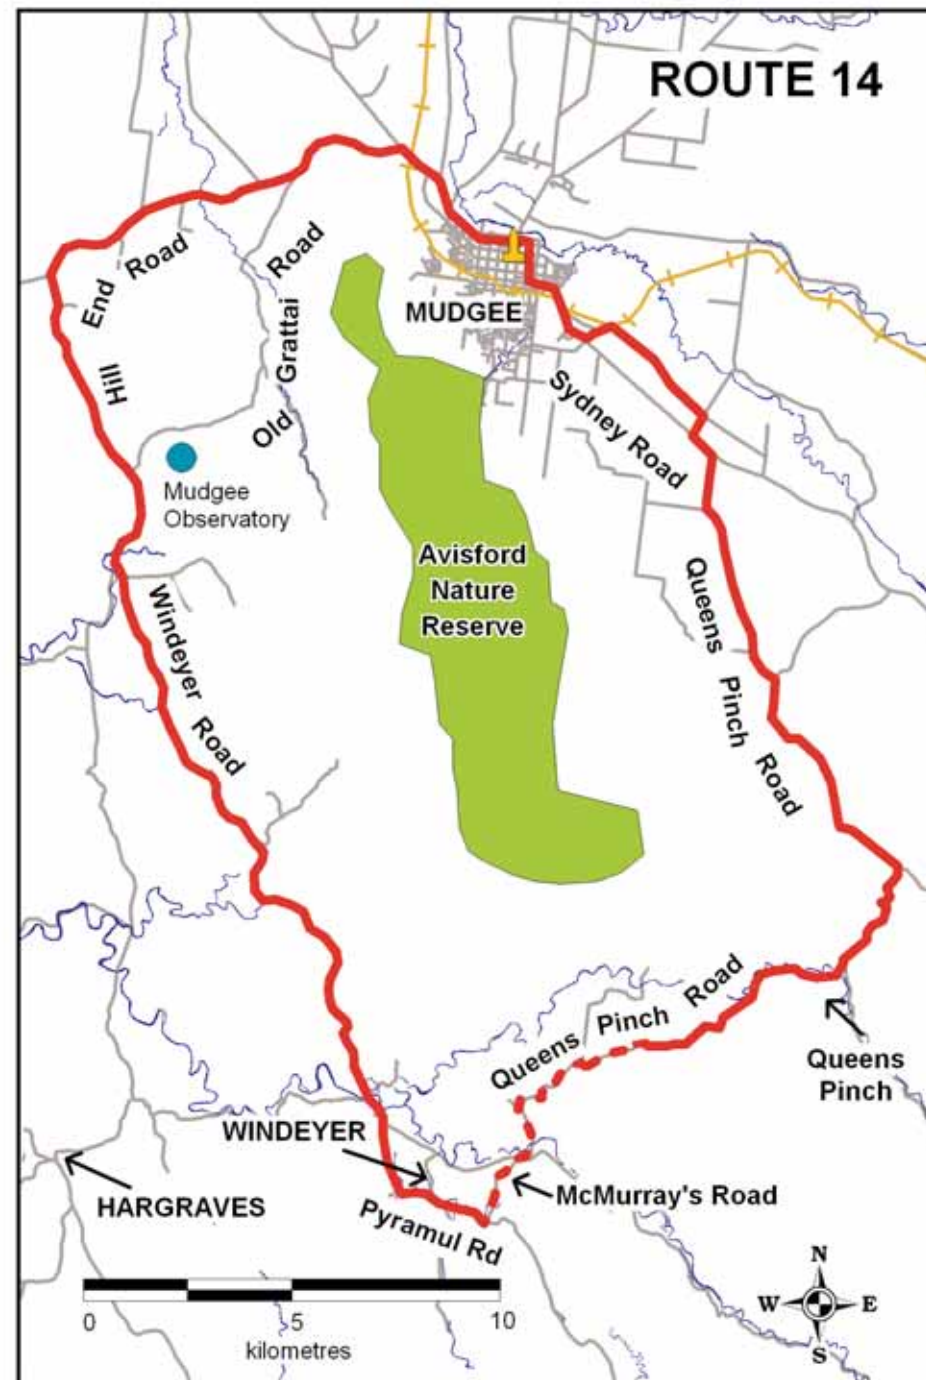 ROUTE 14
End Road
Hill
Old Grattai Road
MUDGEE
Sydney Road
Mudgee
Observatory
Avisford
Nature
Reserve
Windeyer Road
Queens Pinch Road
Queens Pinch Road
Queens
Pinch
WINDEYER
HARGRAVES
McMurray's Road
Pyramul Rd
N
W E
S
0 5 10
kilometres